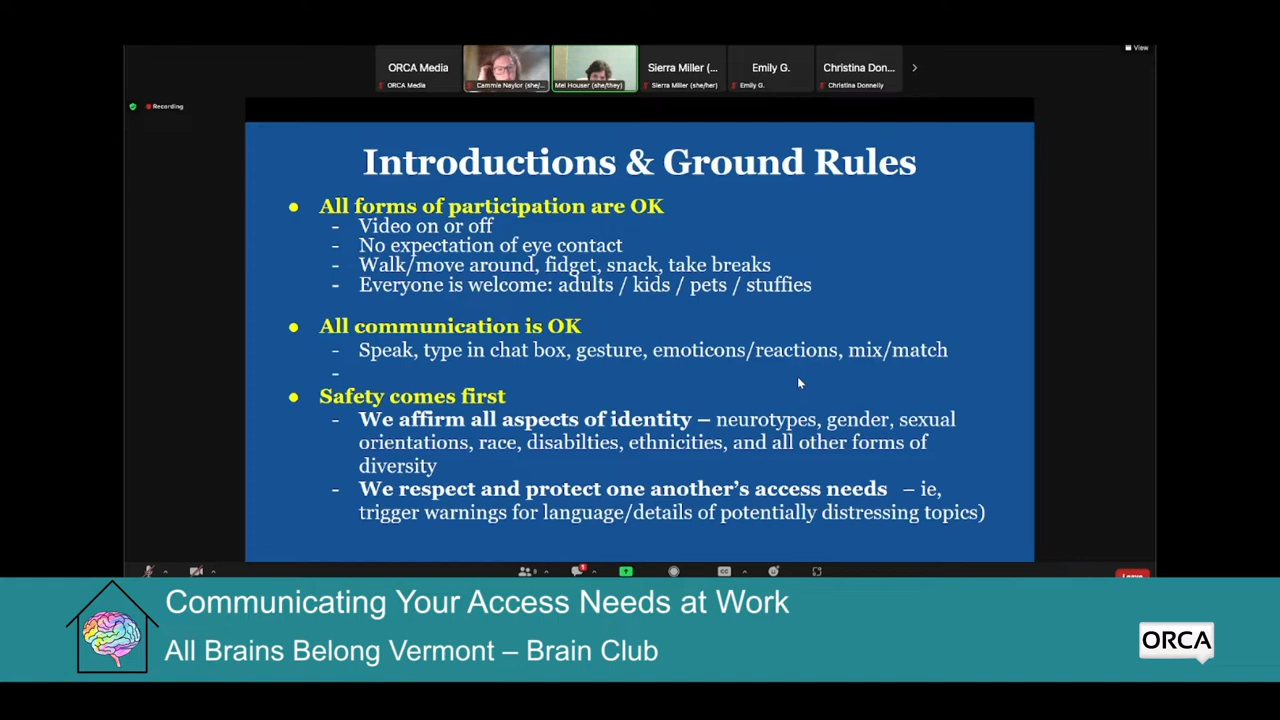 View
ORCA Media
Sierra Miller (...
Emily G.
Christina Don...
ORCA Media
Cammie Naylor (she/...
Mel Houser (she/they)
Sierra Miller (she/her)
Emily G.
Christina Donnelly
Recording
Introductions & Ground Rules
● All forms of participation are OK
- Video on or off
- No expectation of eye contact
- Walk/move around, fidget, snack, take breaks
- Everyone is welcome: adults / kids / pets / stuffies
● All communication is OK
- Speak, type in chat box, gesture, emoticons/reactions, mix/match
-
● Safety comes first
- We affirm all aspects of identity – neurotypes, gender, sexual
orientations, race, disabilties, ethnicities, and all other forms of
diversity
- We respect and protect one another's access needs – ie,
trigger warnings for language/details of potentially distressing topics)
8
1
CC
Leave
Communicating Your Access Needs at Work
All Brains Belong Vermont – Brain Club
ORCA